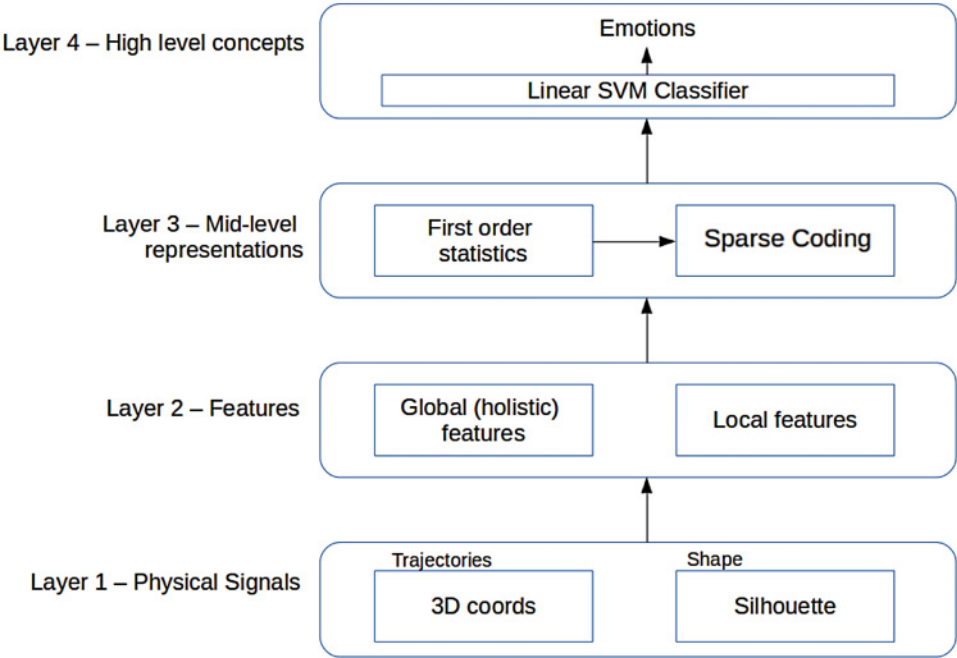 Layer 4 – High level concepts
Emotions
Linear SVM Classifier
Layer 3 – Mid-level
representations
First order
statistics
Sparse Coding
Layer 2 – Features
Global (holistic)
features
Local features
Layer 1 – Physical Signals
Trajectories
3D coords
Shape
Silhouette